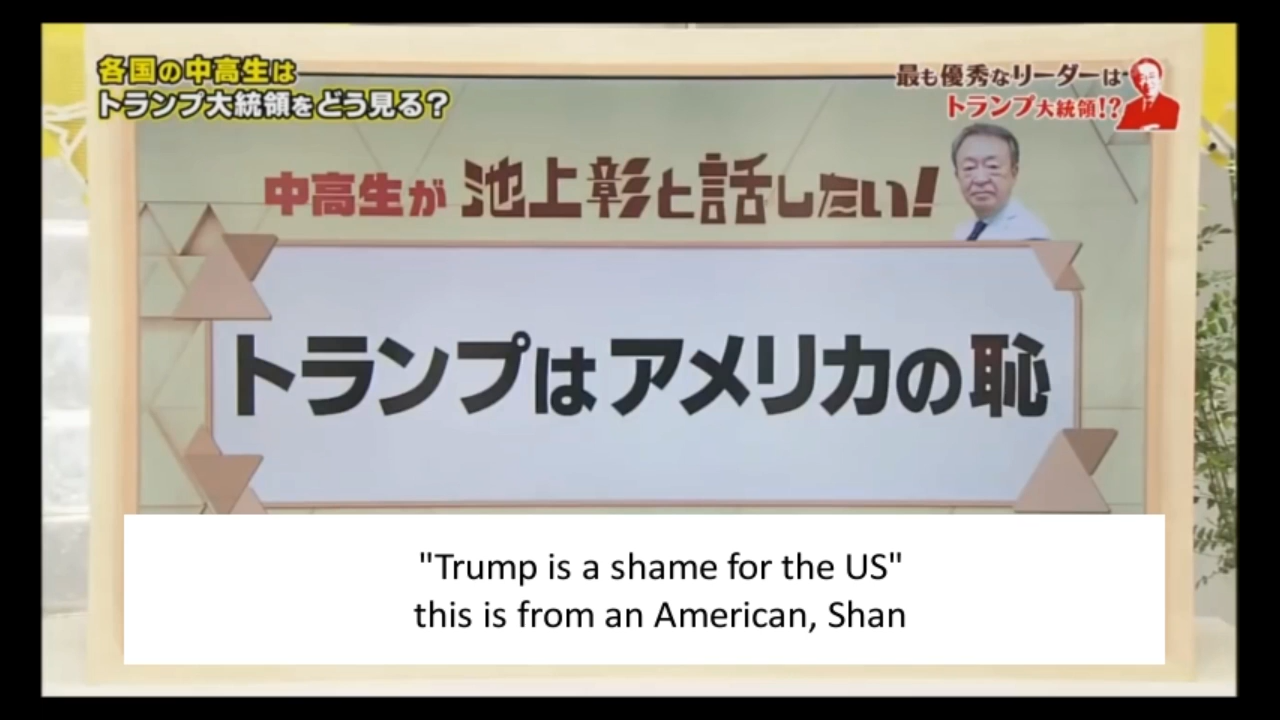 各国の中高生は
トランプ大統領をどう見る？
最も優秀なリーダーは
トランプ大統領!?
中高生が 池上彰と話したい!
トランプはアメリカの恥
"Trump is a shame for the US"
this is from an American, Shan